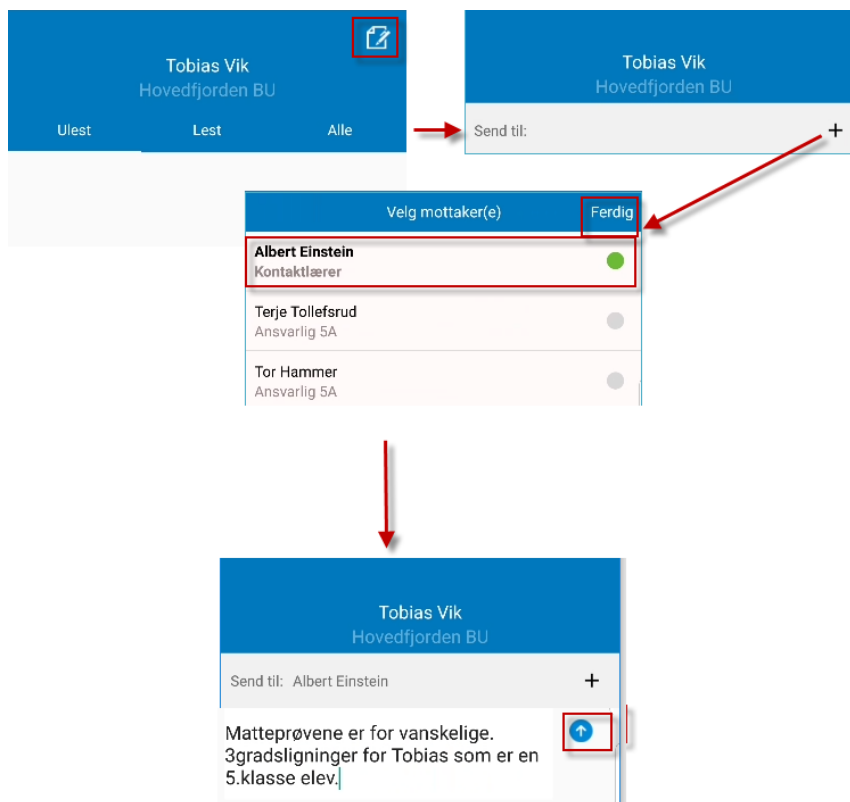 Tobias Vik
Hovedfjorden BU
Ulest Lest Alle
Tobias Vik
Hovedfjorden BU
Send til: +
Velg mottaker(e) Ferdig
Albert Einstein
Kontaktlærer
Terje Tollefsrud
Ansvarlig 5A
Tor Hammer
Ansvarlig 5A
Tobias Vik
Hovedfjorden BU
Send til: Albert Einstein +
Matteprøvene er for vanskelige.
3gradsligninger for Tobias som er en
5.klasse elev.